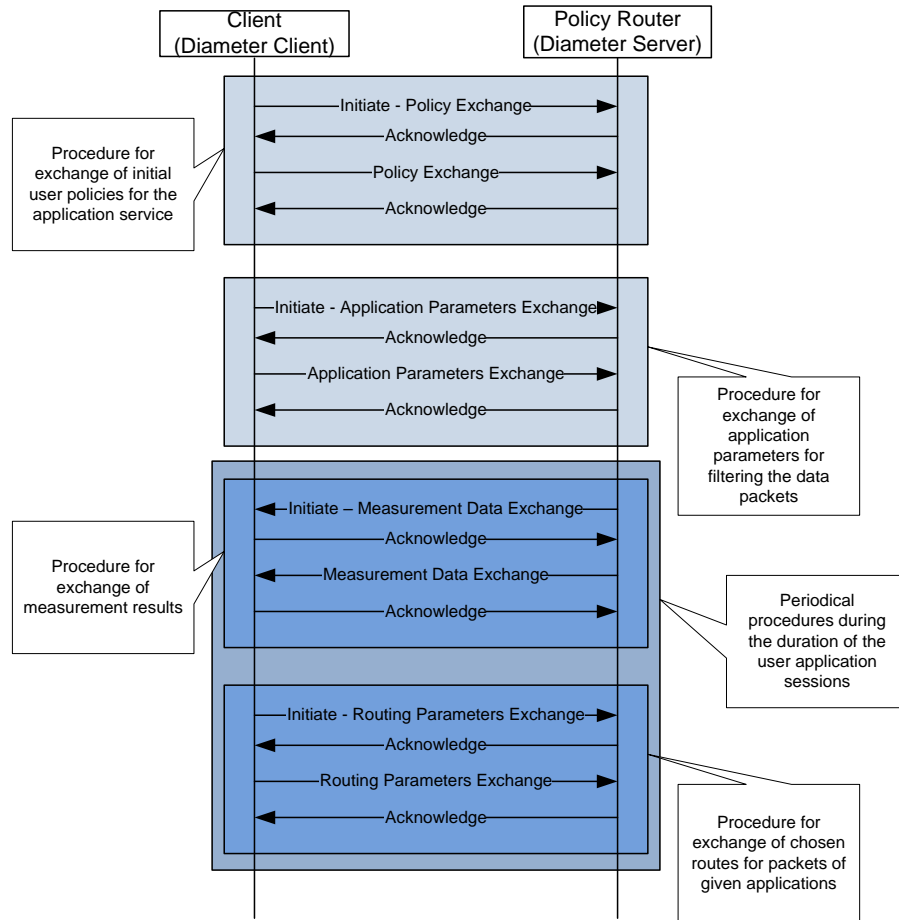 Client
(Diameter Client)
Policy Router
(Diameter Server)
Initiate - Policy Exchange
Acknowledge
Policy Exchange
Acknowledge
Procedure for
exchange of initial
user policies for the
application service
Initiate - Application Parameters Exchange
Acknowledge
Application Parameters Exchange
Acknowledge
Procedure for
exchange of
application
parameters for
filtering the data
packets
Initiate – Measurement Data Exchange
Acknowledge
Measurement Data Exchange
Acknowledge
Procedure for
exchange of
measurement results
Periodical
procedures during
the duration of the
user application
sessions
Initiate - Routing Parameters Exchange
Acknowledge
Routing Parameters Exchange
Acknowledge
Procedure for
exchange of chosen
routes for packets of
given applications